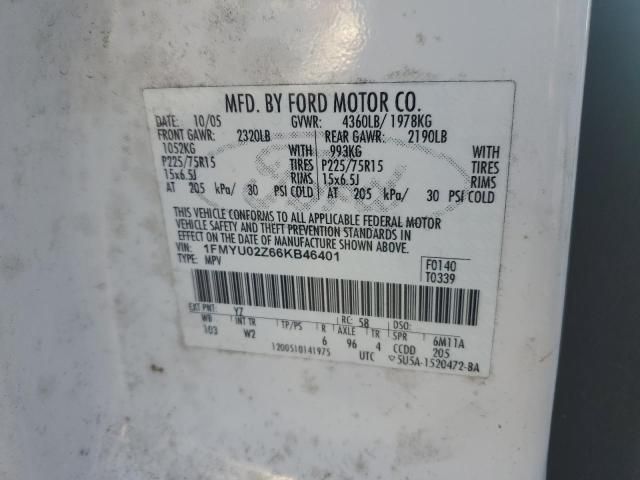 MFD. BY FORD MOTOR CO.
DATE: 10/05 GVWR: 4360LB/ 1978KG
FRONT GAWR: 2320LB REAR GAWR: 2190LB
1052KG WITH 993KG WITH
P225/75R15 TIRES P225/75R15 TIRES
15x6.5J RIMS 15x6.5J RIMS
AT 205 kPa/ 30 PSI COLD AT 205 kPa/ 30 PSI COLD
THIS VEHICLE CONFORMS TO ALL APPLICABLE FEDERAL MOTOR
VEHICLE SAFETY AND THEFT PREVENTION STANDARDS IN
EFFECT ON THE DATE OF MANUFACTURE SHOWN ABOVE.
VIN: 1FMYU02Z66KB46401
TYPE: MPV
F0140
T0339
EXT PNT: YZ RC: 58 DSO:
WB INT TR TP/PS R AXLE TR SPR
103 W2 6 96 4 CCDD 6M11A
205
1200510141975 UTC 5U5A-1520472-BA